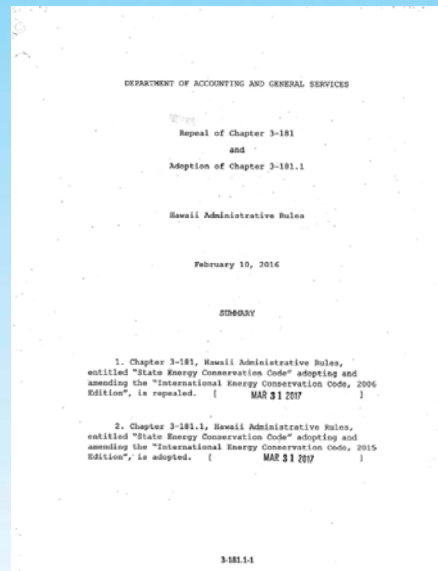 DEPARTMENT OF ACCOUNTING AND GENERAL SERVICES
Repeal of Chapter 3-181
and
Adoption of Chapter 3-181.1
Hawaii Administrative Rules
February 10, 2016
SUMMARY
1. Chapter 3-181, Hawaii Administrative Rules,
entitled "State Energy Conservation Code" adopting and
amending the "International Energy Conservation Code, 2006
Edition", is repealed. [ MAR 31 2017 ]
2. Chapter 3-181.1, Hawaii Administrative Rules,
entitled "State Energy Conservation Code" adopting and
amending the "International Energy Conservation Code, 2015
Edition", is adopted. [ MAR 31 2017 ]
3-181.1-1